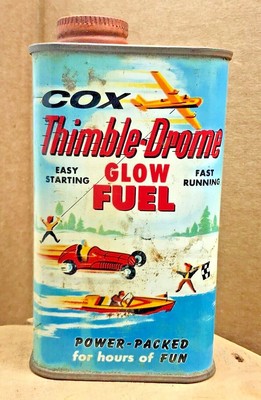 COX
Thimble-Drome
EASY STARTING
GLOW FUEL
FAST RUNNING
POWER-PACKED
for hours of FUN